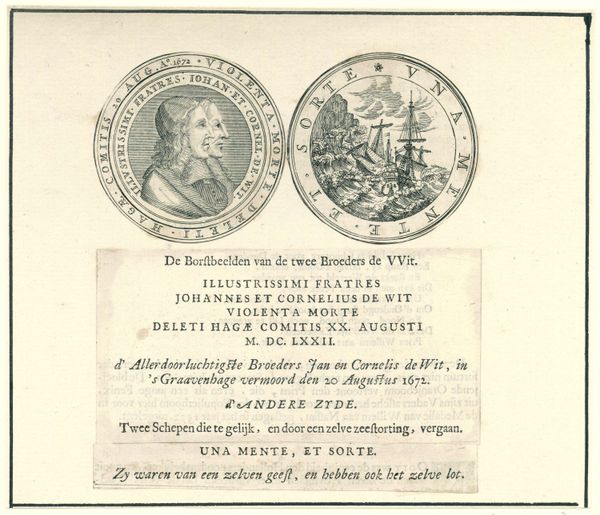 HAGÆ COMITIS 20 AUG Aº. 1672 • VIOLENTA MORTE DELETI
ILLUSTRISSIMI • FRATRES • IOHAN • ET • CORNEL • DE • WIT
VNA • MENTE • ET • SORTE
De Borstbeelden van de twee Broeders de VVit.
ILLUSTRISSIMI FRATRES
JOHANNES ET CORNELIUS DE WIT
VIOLENTA MORTE
DELETI HAGÆ COMITIS XX. AUGUSTI
M. DC. LXXII.
d' Allerdoorluchtigste Broeders Jan en Cornelis de Wit, in
's Graavenhage vermoord den 20 Augustus 1672.
d'ANDERE ZYDE.
Twee Schepen die te gelijk, en door een zelve zeestorting, vergaan.
UNA MENTE, ET SORTE.
Zy waren van een zelven geest, en hebben ook het zelve lot.